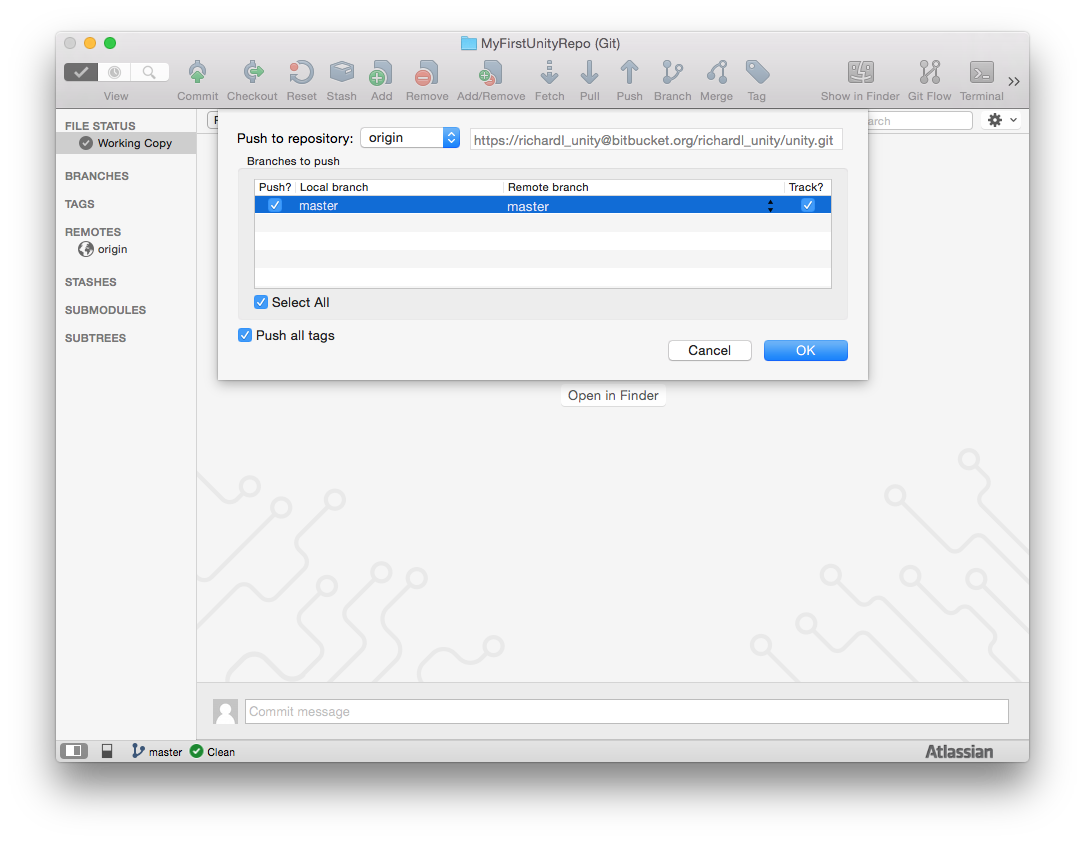 MyFirstUnityRepo (Git)
View Commit Checkout Reset Stash Add Remove Add/Remove Fetch Pull Push Branch Merge Tag Show in Finder Git Flow Terminal
FILE STATUS
Working Copy
BRANCHES
TAGS
REMOTES
origin
STASHES
SUBMODULES
SUBTREES
Push to repository: origin https://richardl_unity@bitbucket.org/richardl_unity/unity.git
Branches to push
Push? Local branch Remote branch Track?
master master
Select All
Push all tags
Cancel OK
Open in Finder
Commit message
master Clean Atlassian